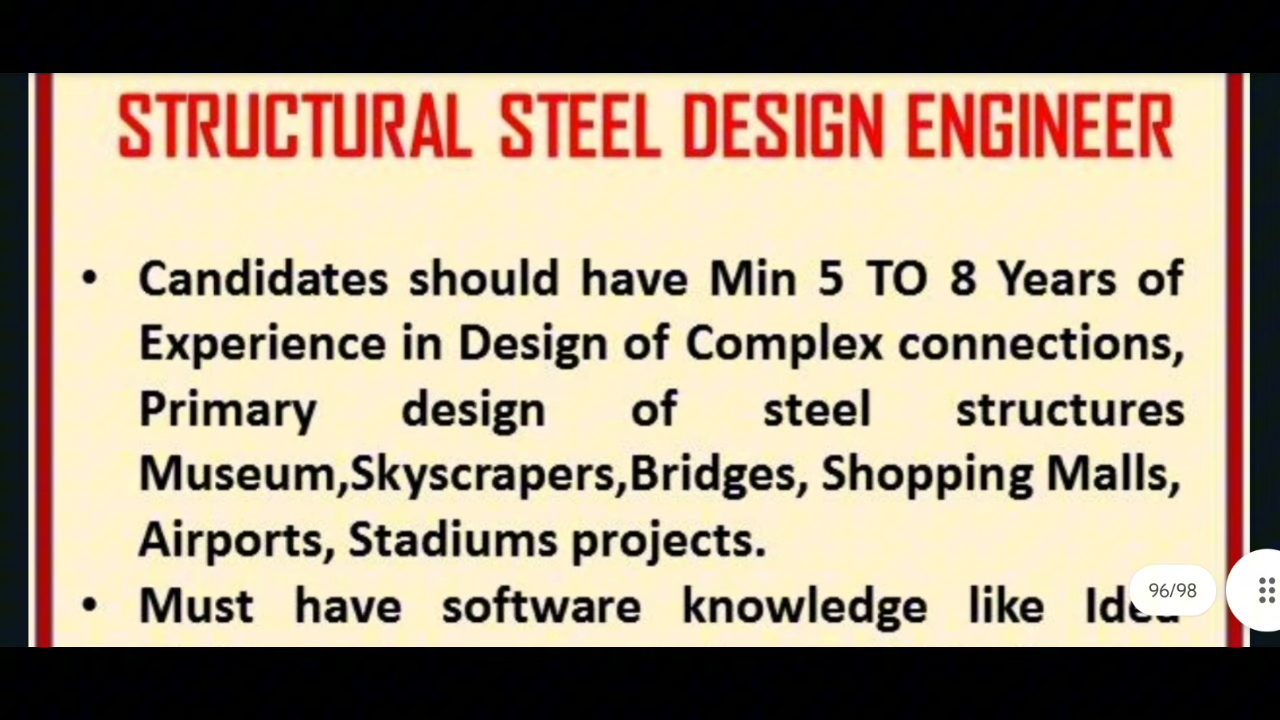 STRUCTURAL STEEL DESIGN ENGINEER
• Candidates should have Min 5 TO 8 Years of
Experience in Design of Complex connections,
Primary design of steel structures
Museum,Skyscrapers,Bridges, Shopping Malls,
Airports, Stadiums projects.
• Must have software knowledge like Idea
96/98